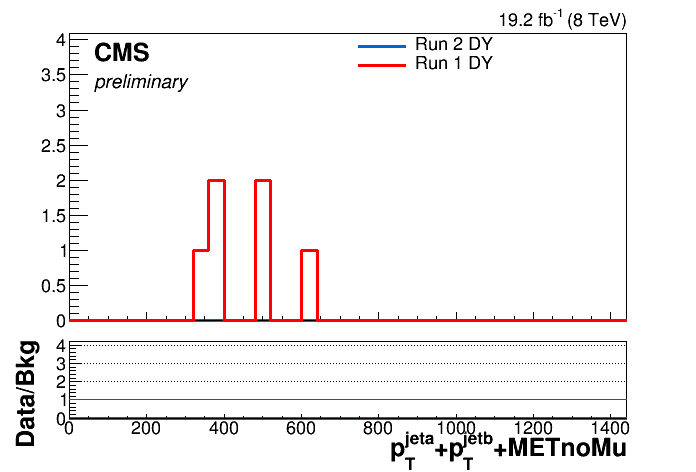 19.2 fb⁻¹ (8 TeV)
CMS
preliminary
Run 2 DY
Run 1 DY
4
3.5
3
2.5
2
1.5
1
0.5
0
Data/Bkg
4
3
2
1
0
0 200 400 600 800 1000 1200 1400
p_T^jeta+p_T^jetb+METnoMu